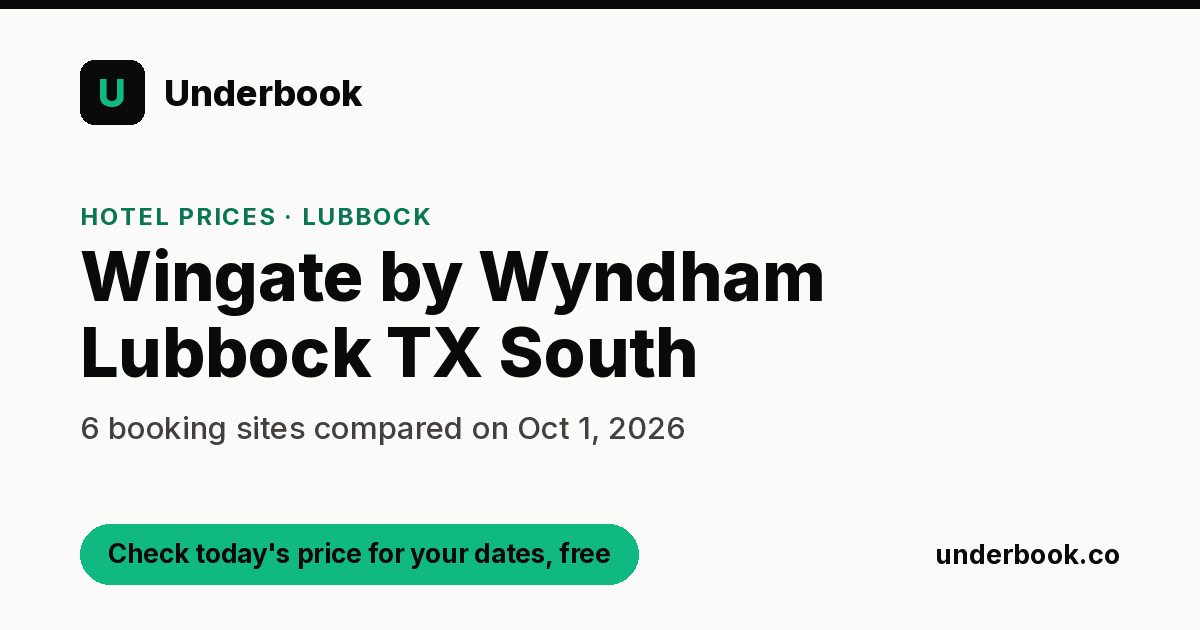 U
Underbook
HOTEL PRICES · LUBBOCK
Wingate by Wyndham
Lubbock TX South
6 booking sites compared on Oct 1, 2026
Check today's price for your dates, free
underbook.co